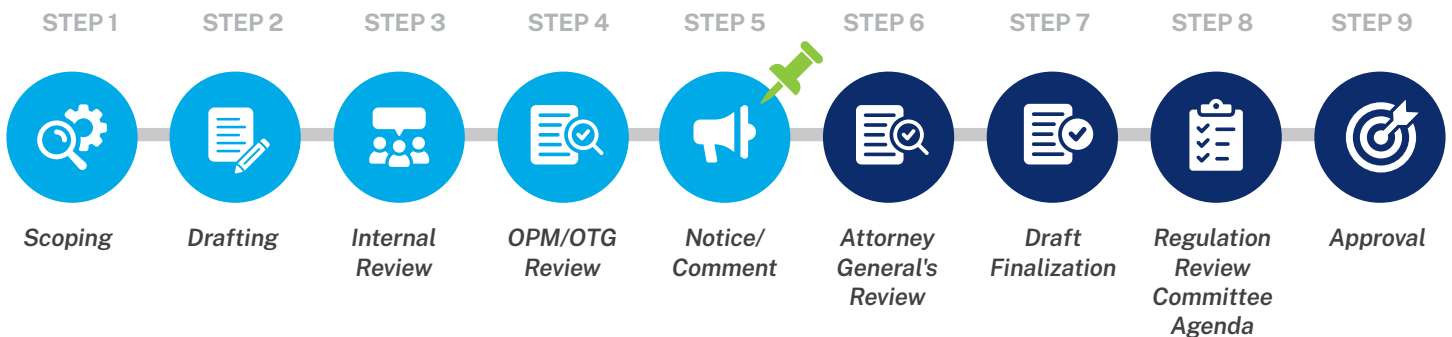 STEP 1
STEP 2
STEP 3
STEP 4
STEP 5
STEP 6
STEP 7
STEP 8
STEP 9
Scoping
Drafting
Internal
Review
OPM/OTG
Review
Notice/
Comment
Attorney
General's
Review
Draft
Finalization
Regulation
Review
Committee
Agenda
Approval